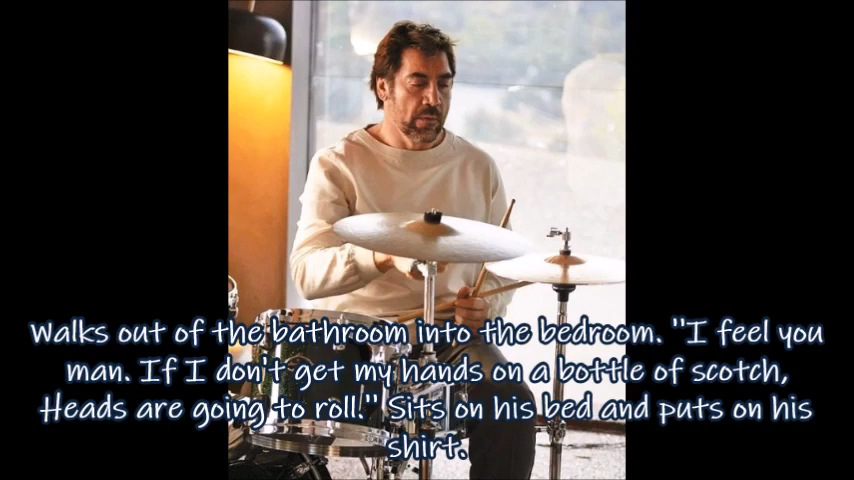 Walks out of the bathroom into the bedroom. "I feel you
man. If I don't get my hands on a bottle of scotch,
Heads are going to roll." Sits on his bed and puts on his
shirt.